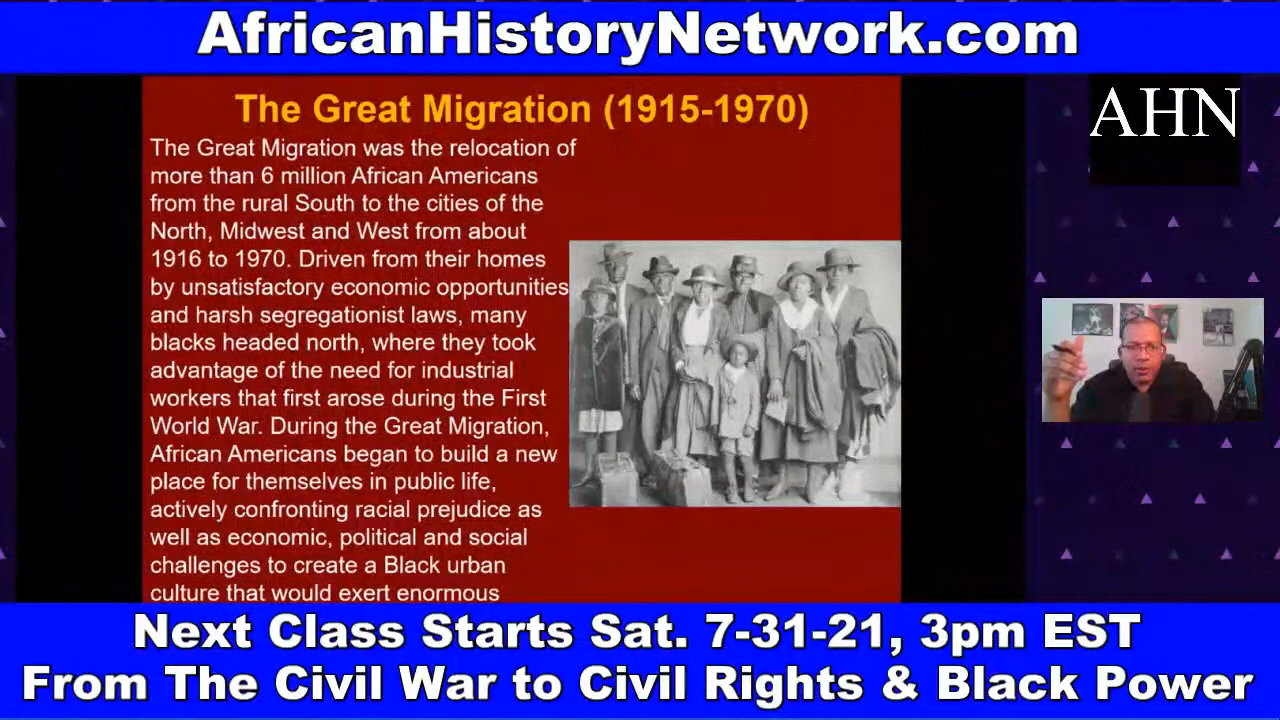 AfricanHistoryNetwork.com
The Great Migration (1915-1970)
AHN
The Great Migration was the relocation of
more than 6 million African Americans
from the rural South to the cities of the
North, Midwest and West from about
1916 to 1970. Driven from their homes
by unsatisfactory economic opportunities
and harsh segregationist laws, many
blacks headed north, where they took
advantage of the need for industrial
workers that first arose during the First
World War. During the Great Migration,
African Americans began to build a new
place for themselves in public life,
actively confronting racial prejudice as
well as economic, political and social
challenges to create a Black urban
culture that would exert enormous
Next Class Starts Sat. 7-31-21, 3pm EST
From The Civil War to Civil Rights & Black Power